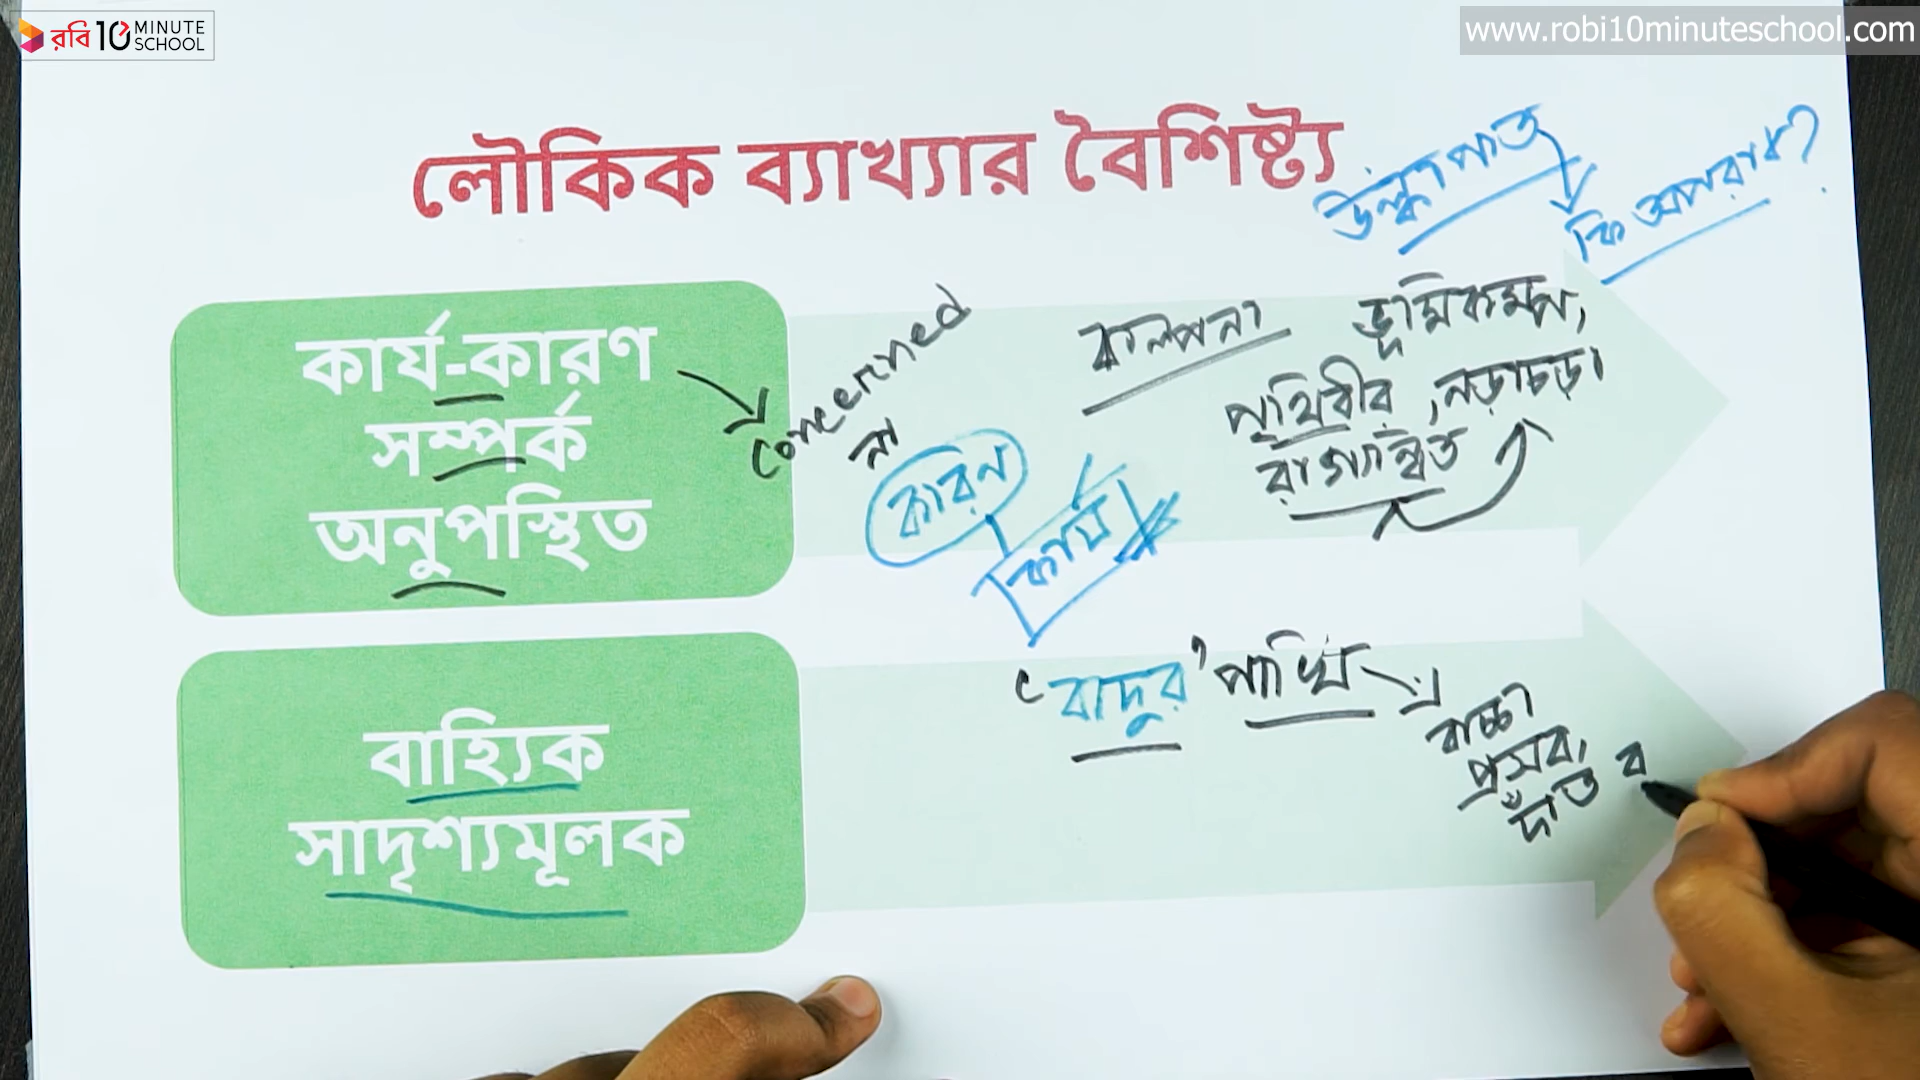 রবি 10 MINUTE SCHOOL
www.robi10minuteschool.com
লৌকিক ব্যাখ্যার বৈশিষ্ট্য
উল্কাপাত
কি অপরাধ?
কার্য-কারণ
সম্পর্ক
অনুপস্থিত
concerned
না
কারন
কার্য
কল্পনা
ভূমিকম্প,
পৃথিবীর, নড়াচড়া
রাগান্বিত
বাহ্যিক
সাদৃশ্যমূলক
‘বাদুর’ পাখি
বাচ্চা
প্রসব,
দাঁত ব